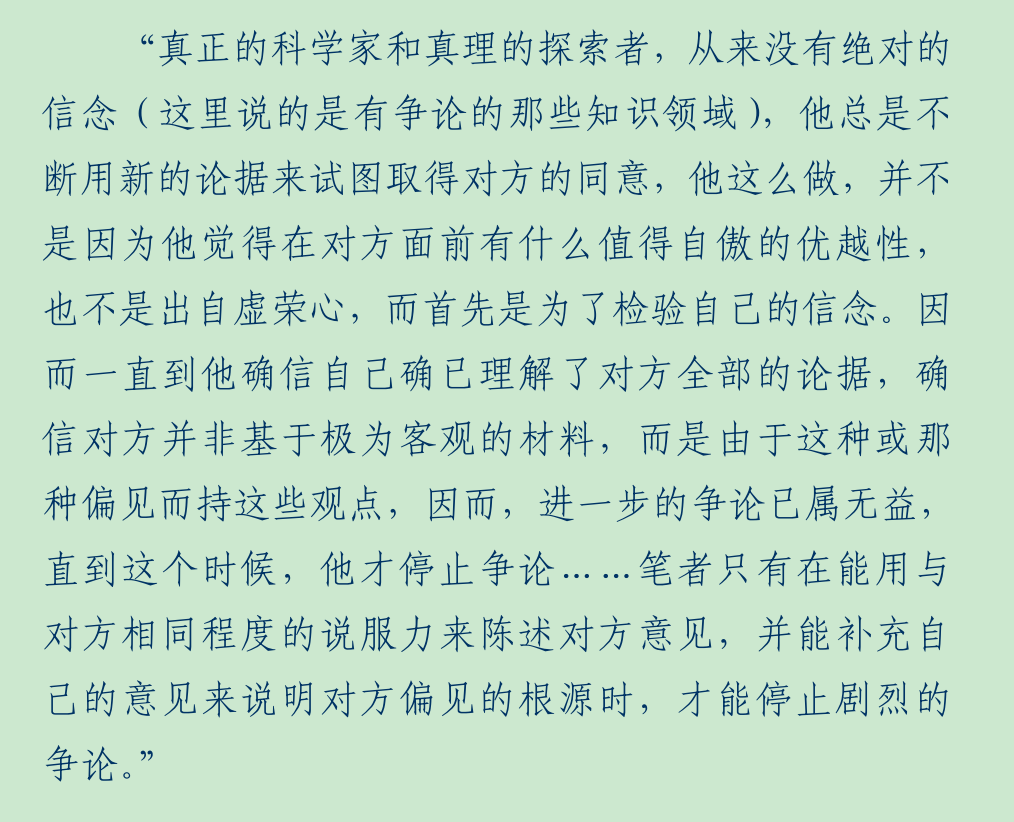 “真正的科学家和真理的探索者，从来没有绝对的
信念（这里说的是有争论的那些知识领域），他总是不
断用新的论据来试图取得对方的同意，他这么做，并不
是因为他觉得在对方面前有什么值得自傲的优越性，
也不是出自虚荣心，而首先是为了检验自己的信念。因
而一直到他确信自己确已理解了对方全部的论据，确
信对方并非基于极为客观的材料，而是由于这种或那
种偏见而持这些观点，因而，进一步的争论已属无益，
直到这个时候，他才停止争论……笔者只有在能用与
对方相同程度的说服力来陈述对方意见，并能补充自
己的意见来说明对方偏见的根源时，才能停止剧烈的
争论。”